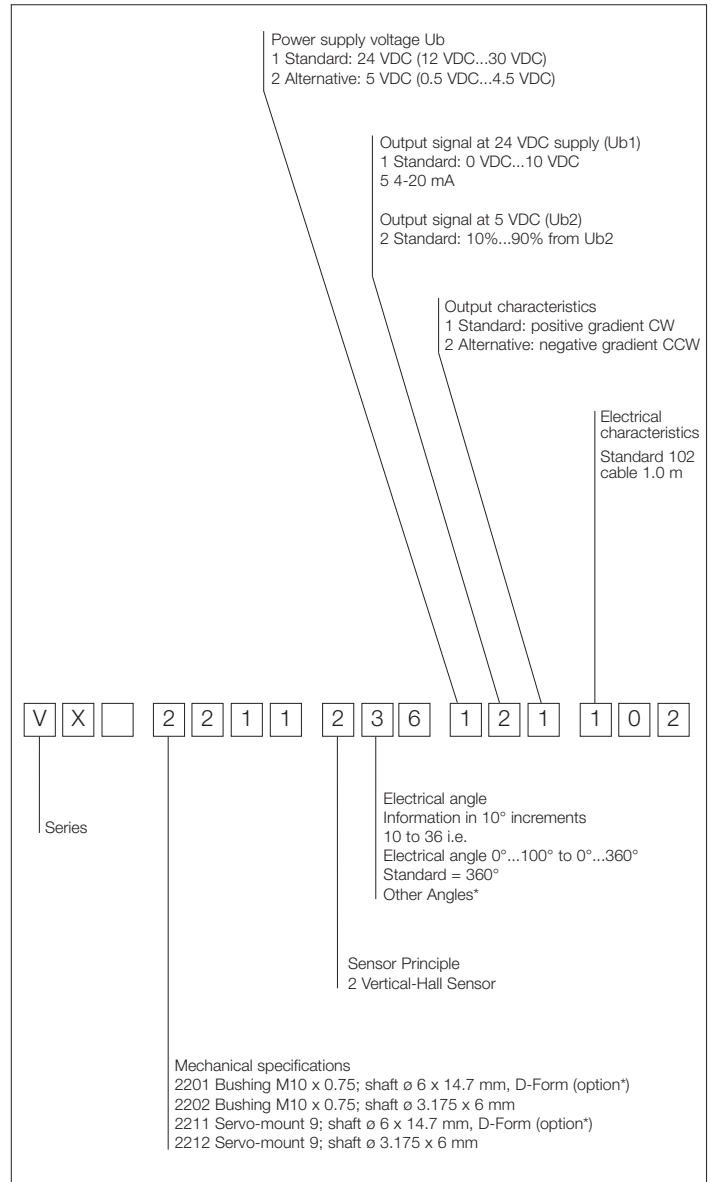 Power supply voltage Ub
1 Standard: 24 VDC (12 VDC...30 VDC)
2 Alternative: 5 VDC (0.5 VDC...4.5 VDC)
Output signal at 24 VDC supply (Ub1)
1 Standard: 0 VDC...10 VDC
5 4-20 mA
Output signal at 5 VDC (Ub2)
2 Standard: 10%...90% from Ub2
Output characteristics
1 Standard: positive gradient CW
2 Alternative: negative gradient CCW
Electrical
characteristics
Standard 102
cable 1.0 m
V X 2 2 1 1 2 3 6 1 2 1 1 0 2
Series
Electrical angle
Information in 10° increments
10 to 36 i.e.
Electrical angle 0°...100° to 0°...360°
Standard = 360°
Other Angles*
Sensor Principle
2 Vertical-Hall Sensor
Mechanical specifications
2201 Bushing M10 x 0.75; shaft ø 6 x 14.7 mm, D-Form (option*)
2202 Bushing M10 x 0.75; shaft ø 3.175 x 6 mm
2211 Servo-mount 9; shaft ø 6 x 14.7 mm, D-Form (option*)
2212 Servo-mount 9; shaft ø 3.175 x 6 mm